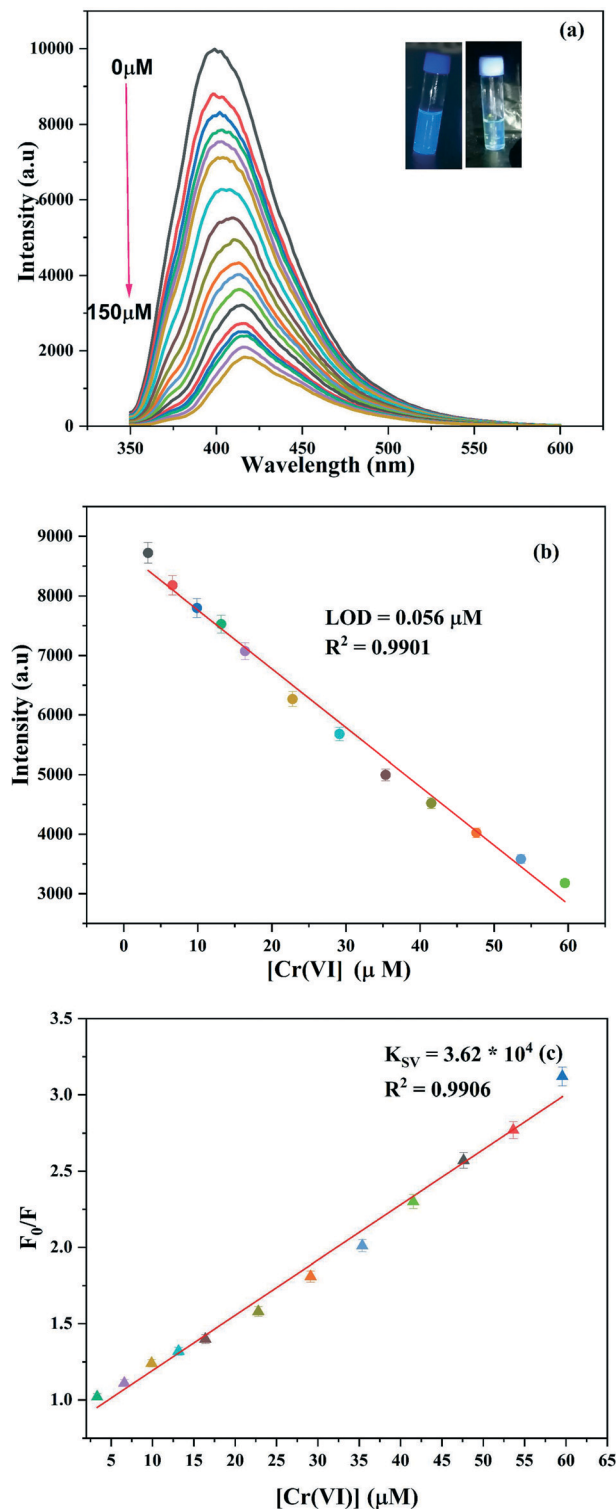 (a)
10000
8000
6000
4000
2000
0
0μM
150μM
Intensity (a.u)
350 400 450 500 550 600
Wavelength (nm)
(b)
9000
8000
7000
6000
5000
4000
3000
LOD = 0.056 μM
R² = 0.9901
Intensity (a.u)
0 10 20 30 40 50 60
[Cr(VI] (μ M)
3.5
3.0
2.5
2.0
1.5
1.0
K_SV = 3.62 * 10⁴ (c)
R² = 0.9906
F₀/F
5 10 15 20 25 30 35 40 45 50 55 60 65
[Cr(VI)] (μM)